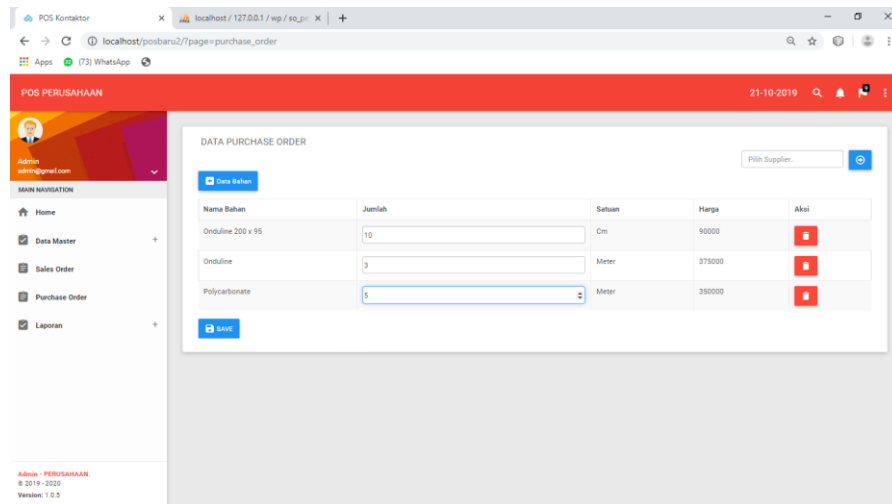 POS Kontaktor
localhost / 127.0.0.1 / wp / so_pc
localhost/posbaru2/?page=purchase_order
Apps (73) WhatsApp
POS PERUSAHAAN
21-10-2019
Admin
admin@gmail.com
MAIN NAVIGATION
Home
Data Master +
Sales Order
Purchase Order
Laporan +
DATA PURCHASE ORDER
Pilih Supplier..
Data Bahan
Nama Bahan Jumlah Satuan Harga Aksi
Onduline 200 x 95 10 Cm 90000
Onduline 3 Meter 375000
Polycarbonate 5 Meter 350000
SAVE
Admin - PERUSAHAAN.
© 2019 - 2020
Version: 1.0.5